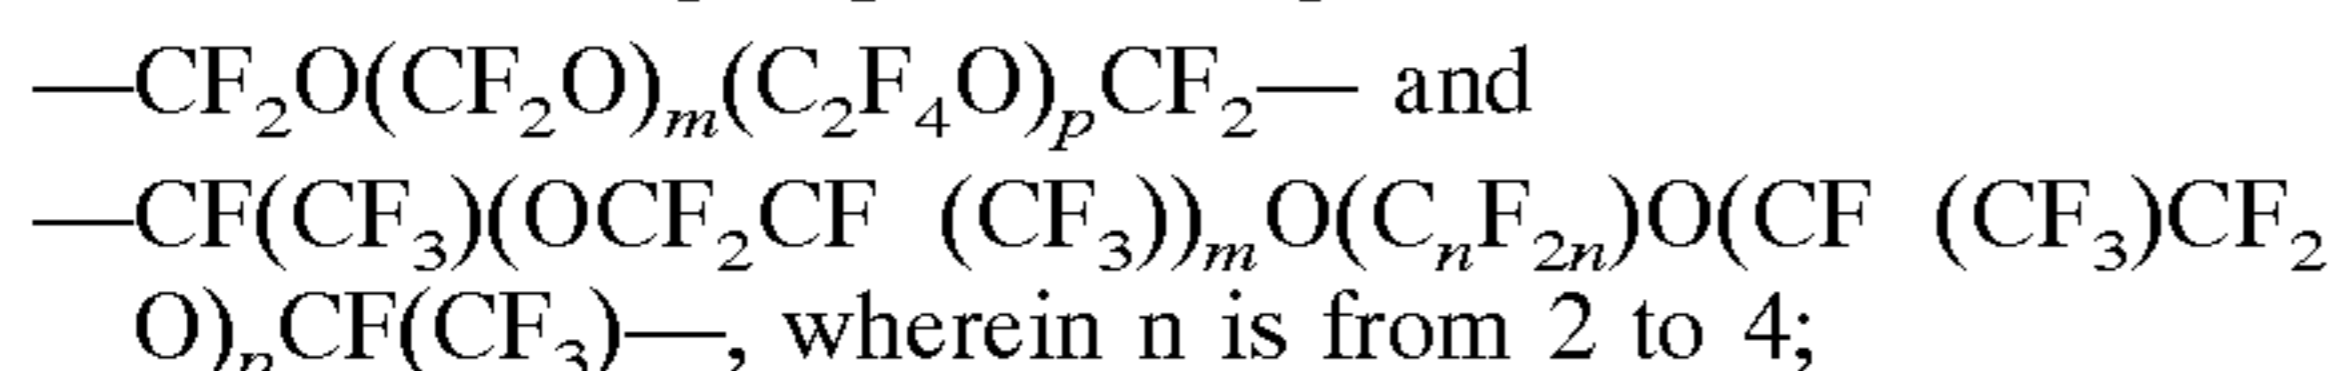 —CF₂O(CF₂O)ₘ(C₂F₄O)ₚCF₂— and
—CF(CF₃)(OCF₂CF (CF₃))ₘO(CₙF₂ₙ)O(CF (CF₃)CF₂
O)ₚCF(CF₃)—, wherein n is from 2 to 4;